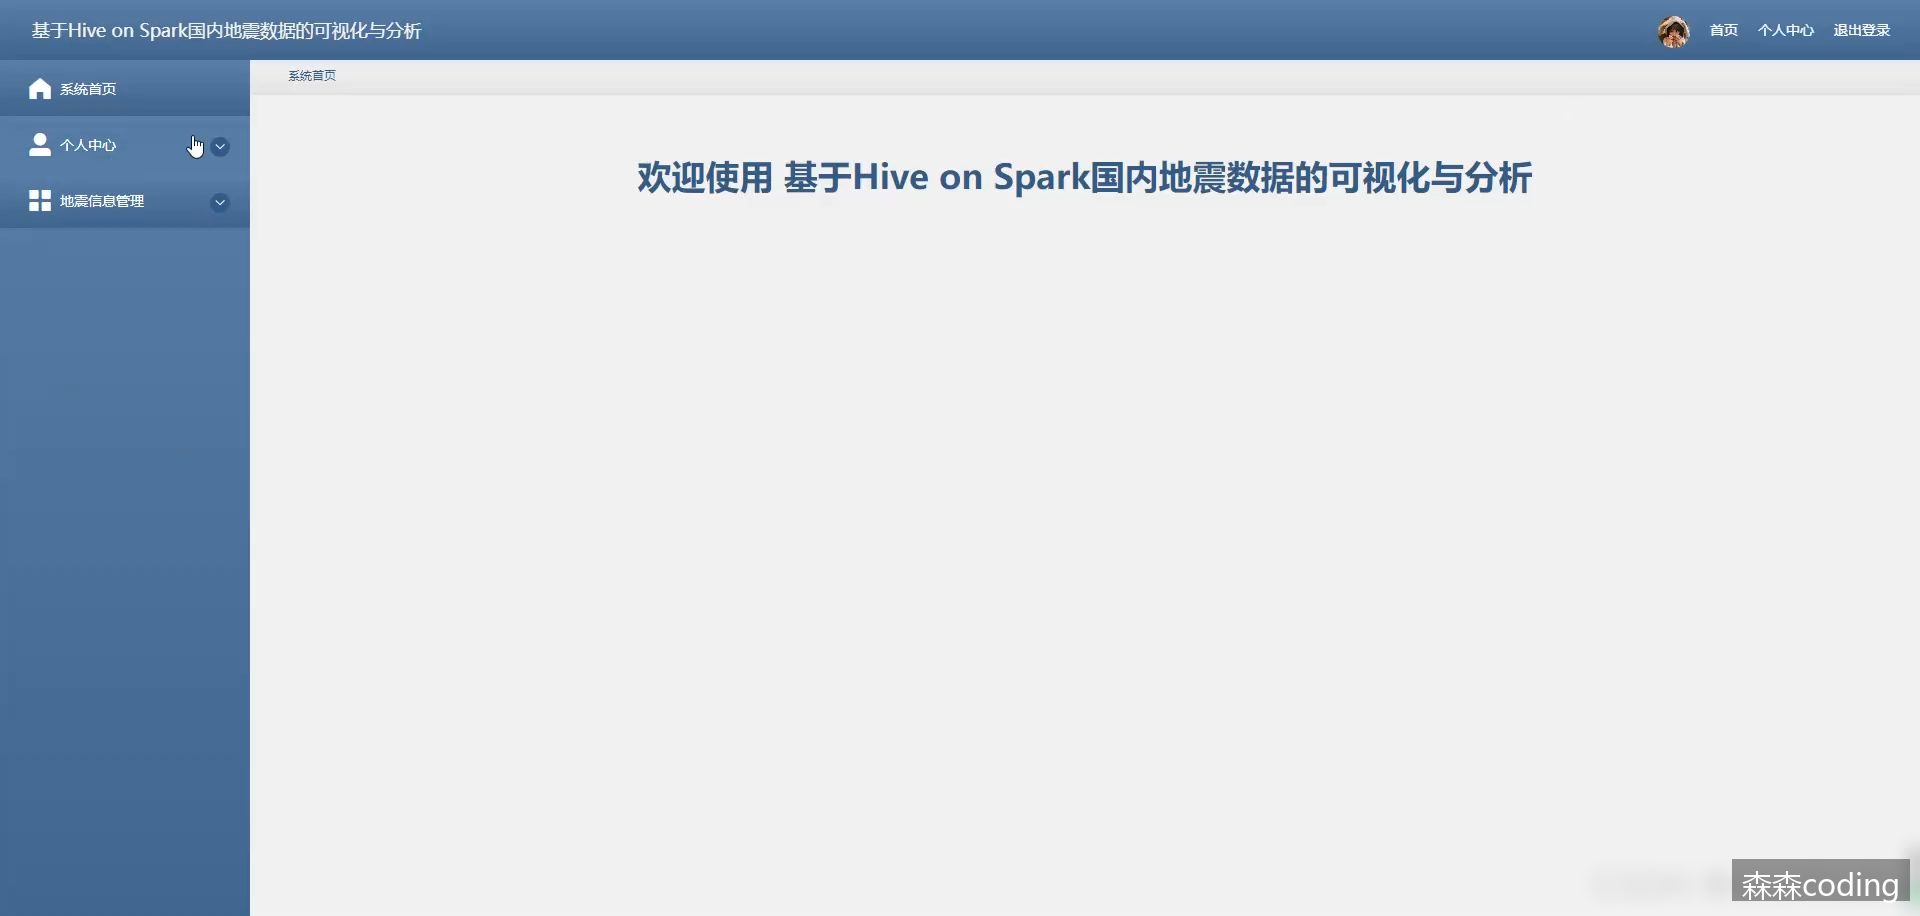 基于Hive on Spark国内地震数据的可视化与分析
首页 个人中心 退出登录
系统首页
系统首页
个人中心
地震信息管理
欢迎使用 基于Hive on Spark国内地震数据的可视化与分析
森森coding